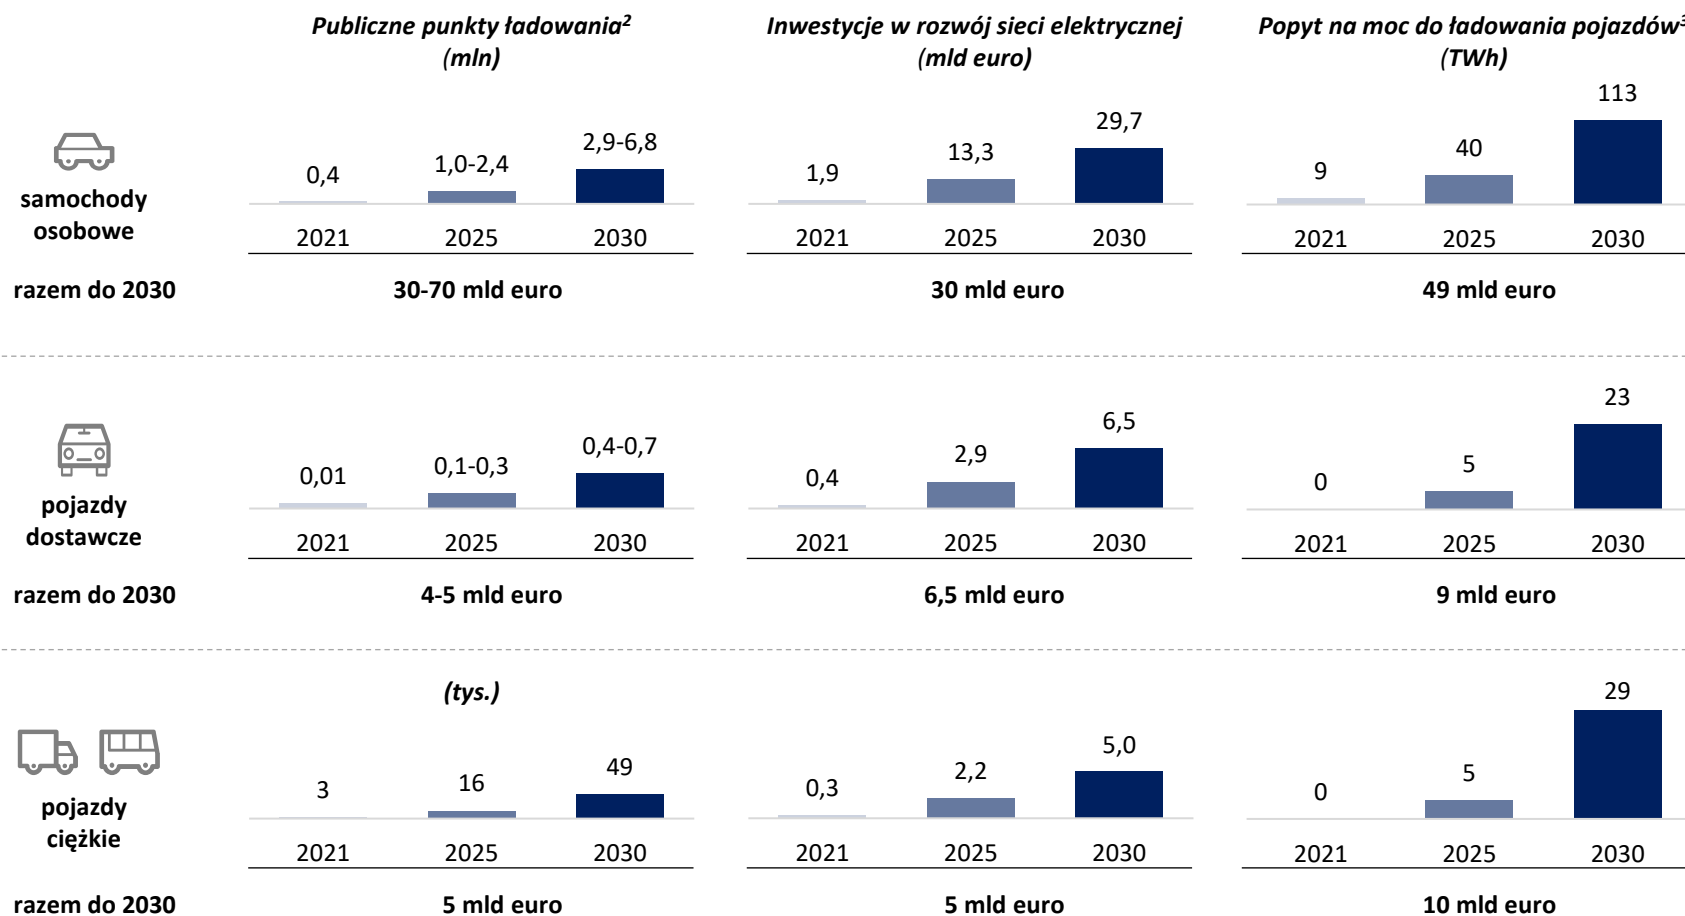 Publiczne punkty ładowania²
(mln)
Inwestycje w rozwój sieci elektrycznej
(mld euro)
Popyt na moc do ładowania pojazdów³
(TWh)
samochody
osobowe
0,4 1,0-2,4 2,9-6,8
2021 2025 2030
1,9 13,3 29,7
2021 2025 2030
9 40 113
2021 2025 2030
razem do 2030 30-70 mld euro 30 mld euro 49 mld euro
pojazdy
dostawcze
0,01 0,1-0,3 0,4-0,7
2021 2025 2030
0,4 2,9 6,5
2021 2025 2030
0 5 23
2021 2025 2030
razem do 2030 4-5 mld euro 6,5 mld euro 9 mld euro
(tys.)
pojazdy
ciężkie
3 16 49
2021 2025 2030
0,3 2,2 5,0
2021 2025 2030
0 5 29
2021 2025 2030
razem do 2030 5 mld euro 5 mld euro 10 mld euro